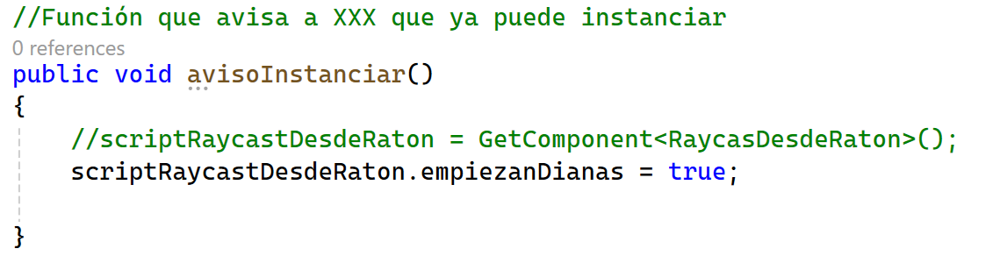 //Función que avisa a XXX que ya puede instanciar
0 references
public void avisoInstanciar()
{
//scriptRaycastDesdeRaton = GetComponent<RaycasDesdeRaton>();
scriptRaycastDesdeRaton.empiezanDianas = true;
}